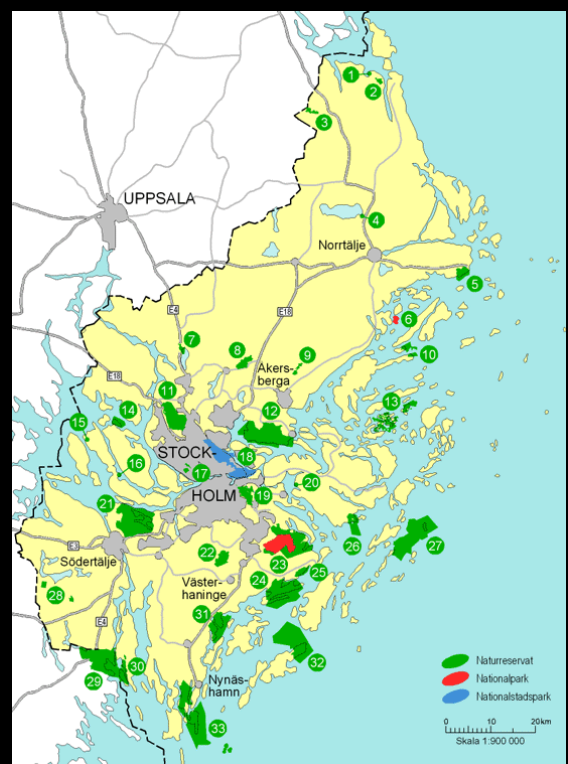 1
2
3
UPPSALA
4
Norrtälje
5
E4
E18
6
7
8
9
10
E18
Åkers-
berga
11
12
13
14
15
STOCK-
18
16
17
HOLM
19
20
21
E3
Södertälje
22
23
26
27
Väster-
haninge
24
25
28
31
E4
32
29
30
Nynäs-
hamn
33
Naturreservat
Nationalpark
Nationalstadspark
0 10 20km
Skala 1:900 000